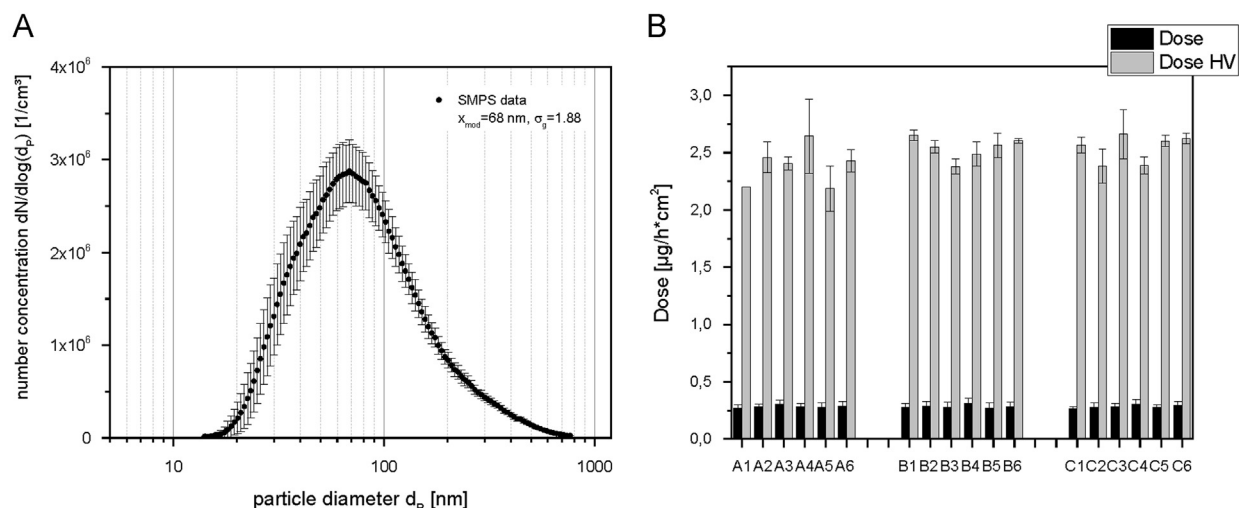 A
number concentration dN/dlog(dₚ) [1/cm³]
4x10⁶
3x10⁶
2x10⁶
1x10⁶
0
SMPS data
xₘₒd=68 nm, σg=1.88
10
100
1000
particle diameter dₚ [nm]
B
Dose
Dose HV
Dose [µg/h*cm²]
3,0
2,5
2,0
1,5
1,0
0,5
0,0
A1 A2 A3 A4 A5 A6 B1 B2 B3 B4 B5 B6 C1 C2 C3 C4 C5 C6